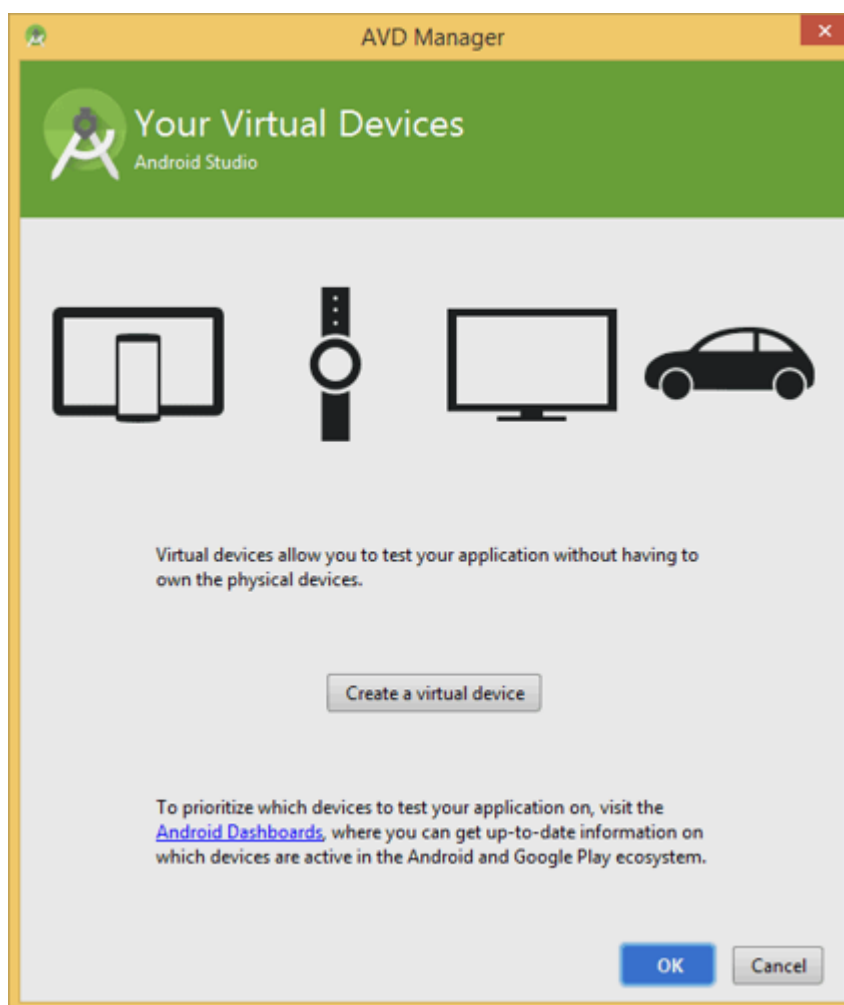 AVD Manager
Your Virtual Devices
Android Studio
Virtual devices allow you to test your application without having to
own the physical devices.
Create a virtual device
To prioritize which devices to test your application on, visit the
Android Dashboards, where you can get up-to-date information on
which devices are active in the Android and Google Play ecosystem.
OK
Cancel